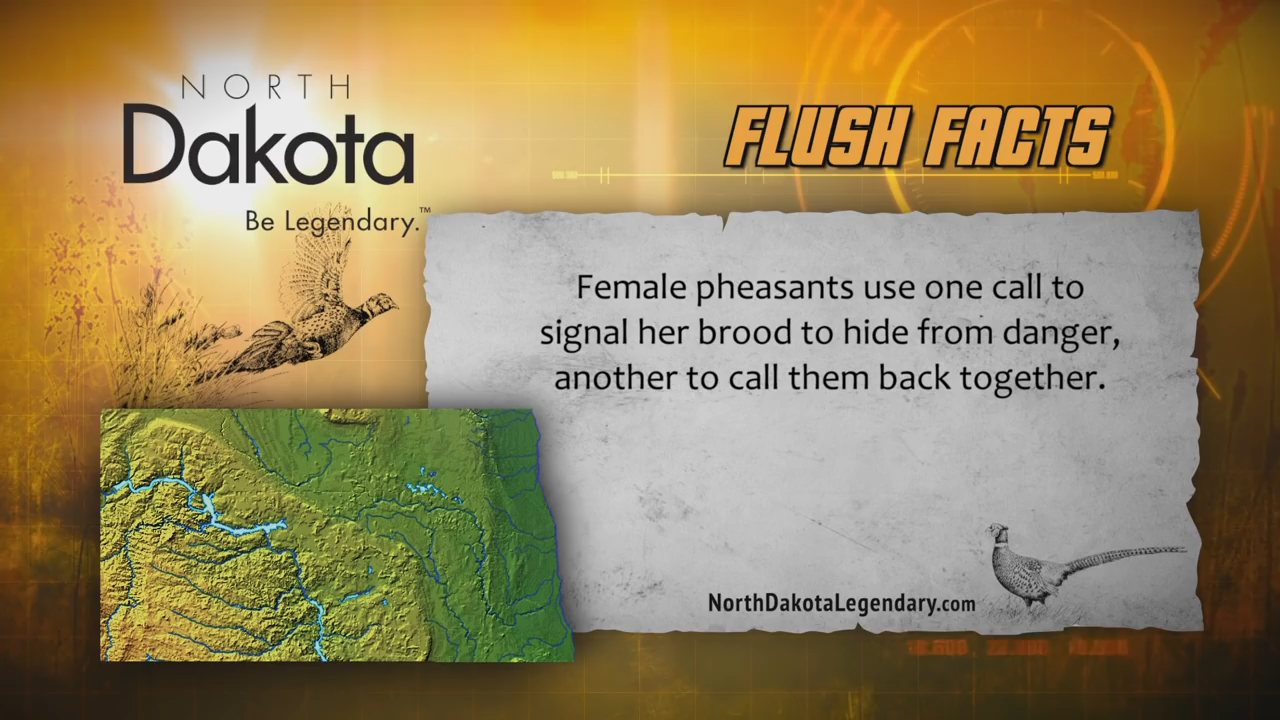 NORTH
Dakota
Be Legendary.™
FLUSH FACTS
Female pheasants use one call to
signal her brood to hide from danger,
another to call them back together.
NorthDakotaLegendary.com